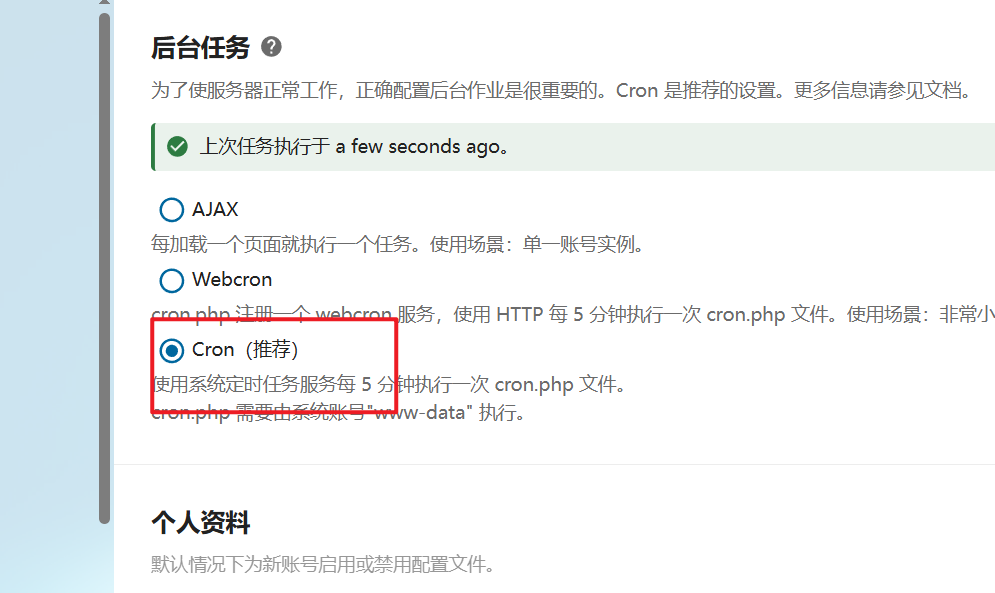 后台任务 ?
为了使服务器正常工作，正确配置后台作业是很重要的。Cron 是推荐的设置。更多信息请参见文档。
上次任务执行于 a few seconds ago。
AJAX
每加载一个页面就执行一个任务。使用场景：单一账号实例。
Webcron
cron.php 注册一个 webcron 服务，使用 HTTP 每 5 分钟执行一次 cron.php 文件。使用场景：非常小
Cron（推荐）
使用系统定时任务服务每 5 分钟执行一次 cron.php 文件。
cron.php 需要由系统账号"www-data" 执行。
个人资料
默认情况下为新账号启用或禁用配置文件。